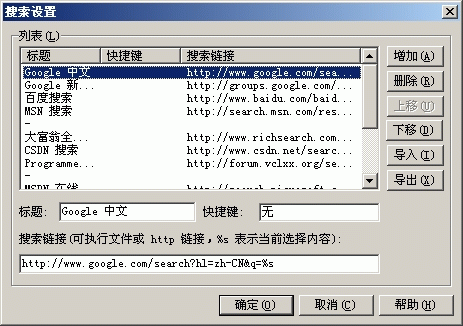 搜索设置
列表(L)
标题 快捷键 搜索链接
Google 中文 http://www.google.com/sea...
Google 新... http://groups.google.com/...
百度搜索 http://www.baidu.com/baid...
MSN 搜索 http://search.msn.com/res...
-
大富翁全... http://www.richsearch.com...
CSDN 搜索 http://www.csdn.net/searc...
Programme... http://forum.vclxx.org/se...
-
MSDN 在线
增加(A)
删除(R)
上移(U)
下移(D)
导入(I)
导出(X)
标题: Google 中文 快捷键: 无
搜索链接(可执行文件或 http 链接,%s 表示当前选择内容):
http://www.google.com/search?hl=zh-CN&q=%s
确定(O) 取消(C) 帮助(H)